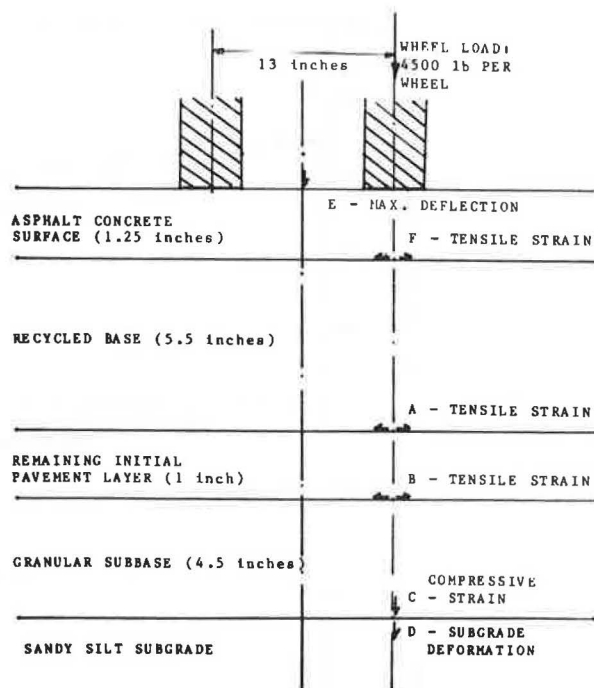 WHEEL LOAD:
13 inches
4500 lb PER
WHEEL
E - MAX. DEFLECTION
ASPHALT CONCRETE
SURFACE (1.25 inches)
F - TENSILE STRAIN
RECYCLED BASE (5.5 inches)
A - TENSILE STRAIN
REMAINING INITIAL
PAVEMENT LAYER (1 inch)
B - TENSILE STRAIN
GRANULAR SUBBASE (4.5 inches)
COMPRESSIVE
C - STRAIN
D - SUBGRADE
DEFORMATION
SANDY SILT SUBGRADE